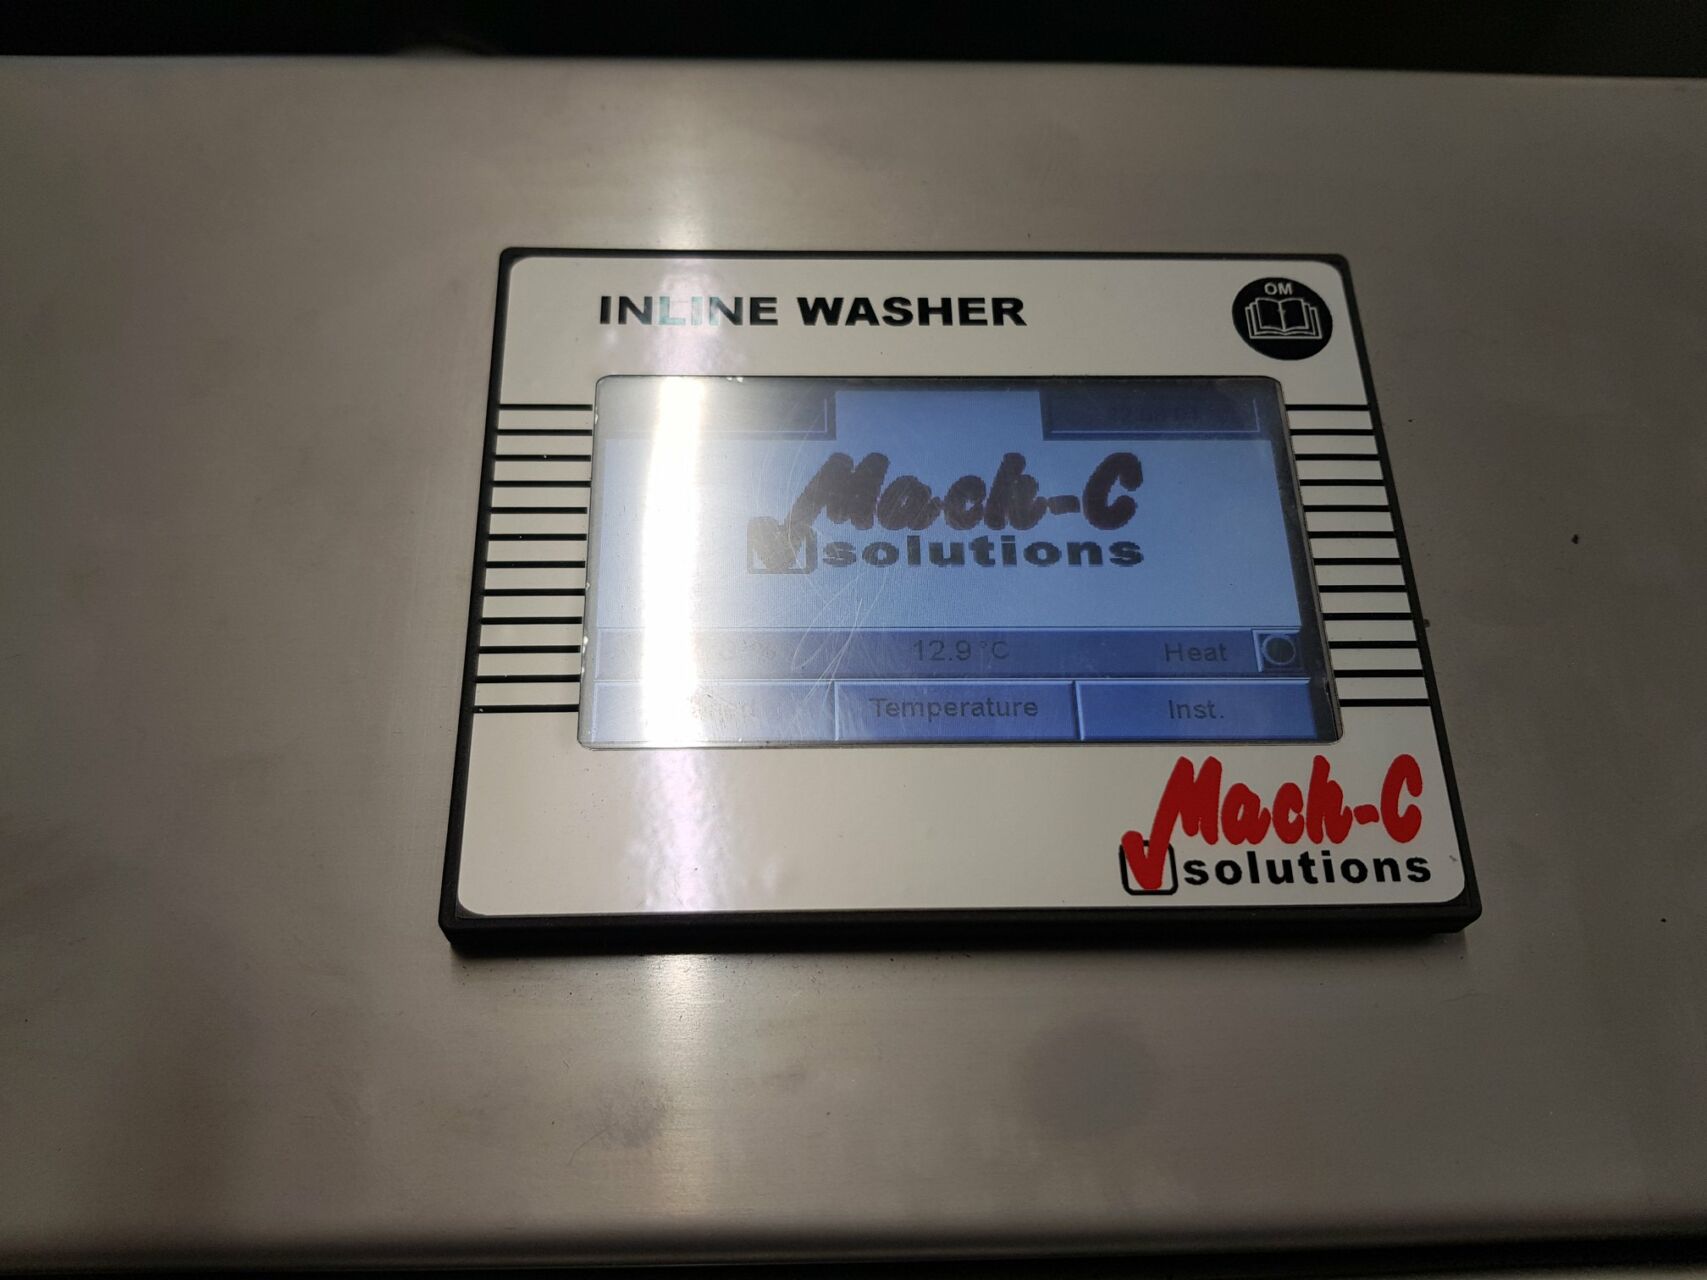 INLINE WASHER
OM
Mach-C
solutions
12.9 °C
Heat
Temperature
Inst.
Mach-C
solutions